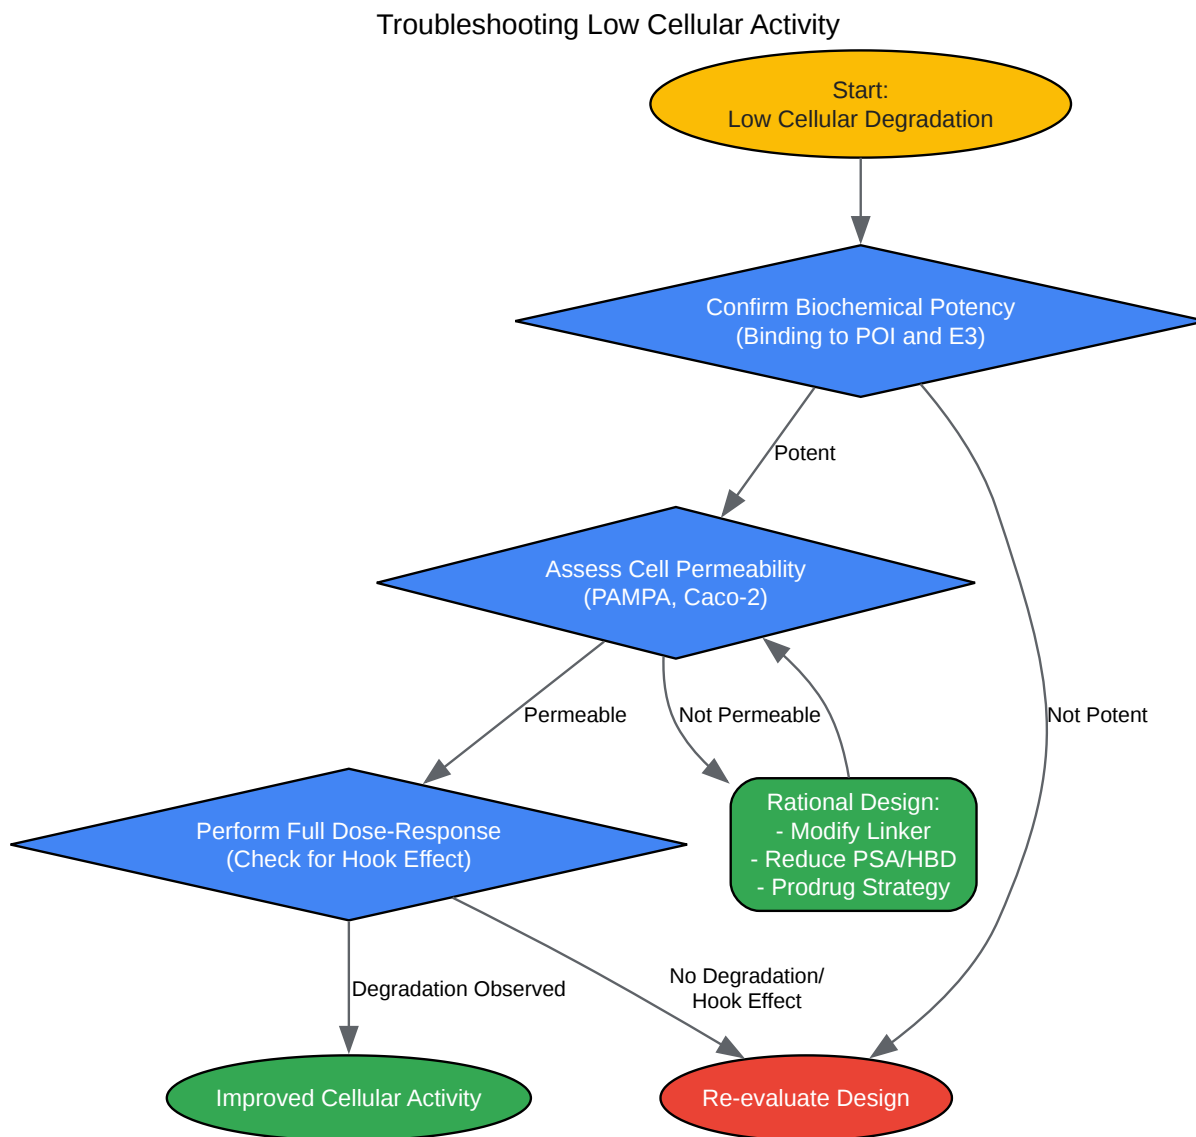 Troubleshooting Low Cellular Activity
Start:
Low Cellular Degradation
Confirm Biochemical Potency
(Binding to POI and E3)
Potent
Assess Cell Permeability
(PAMPA, Caco-2)
Permeable
Not Permeable
Not Potent
Rational Design:
- Modify Linker
- Reduce PSA/HBD
- Prodrug Strategy
Perform Full Dose-Response
(Check for Hook Effect)
Degradation Observed
No Degradation/
Hook Effect
Improved Cellular Activity
Re-evaluate Design